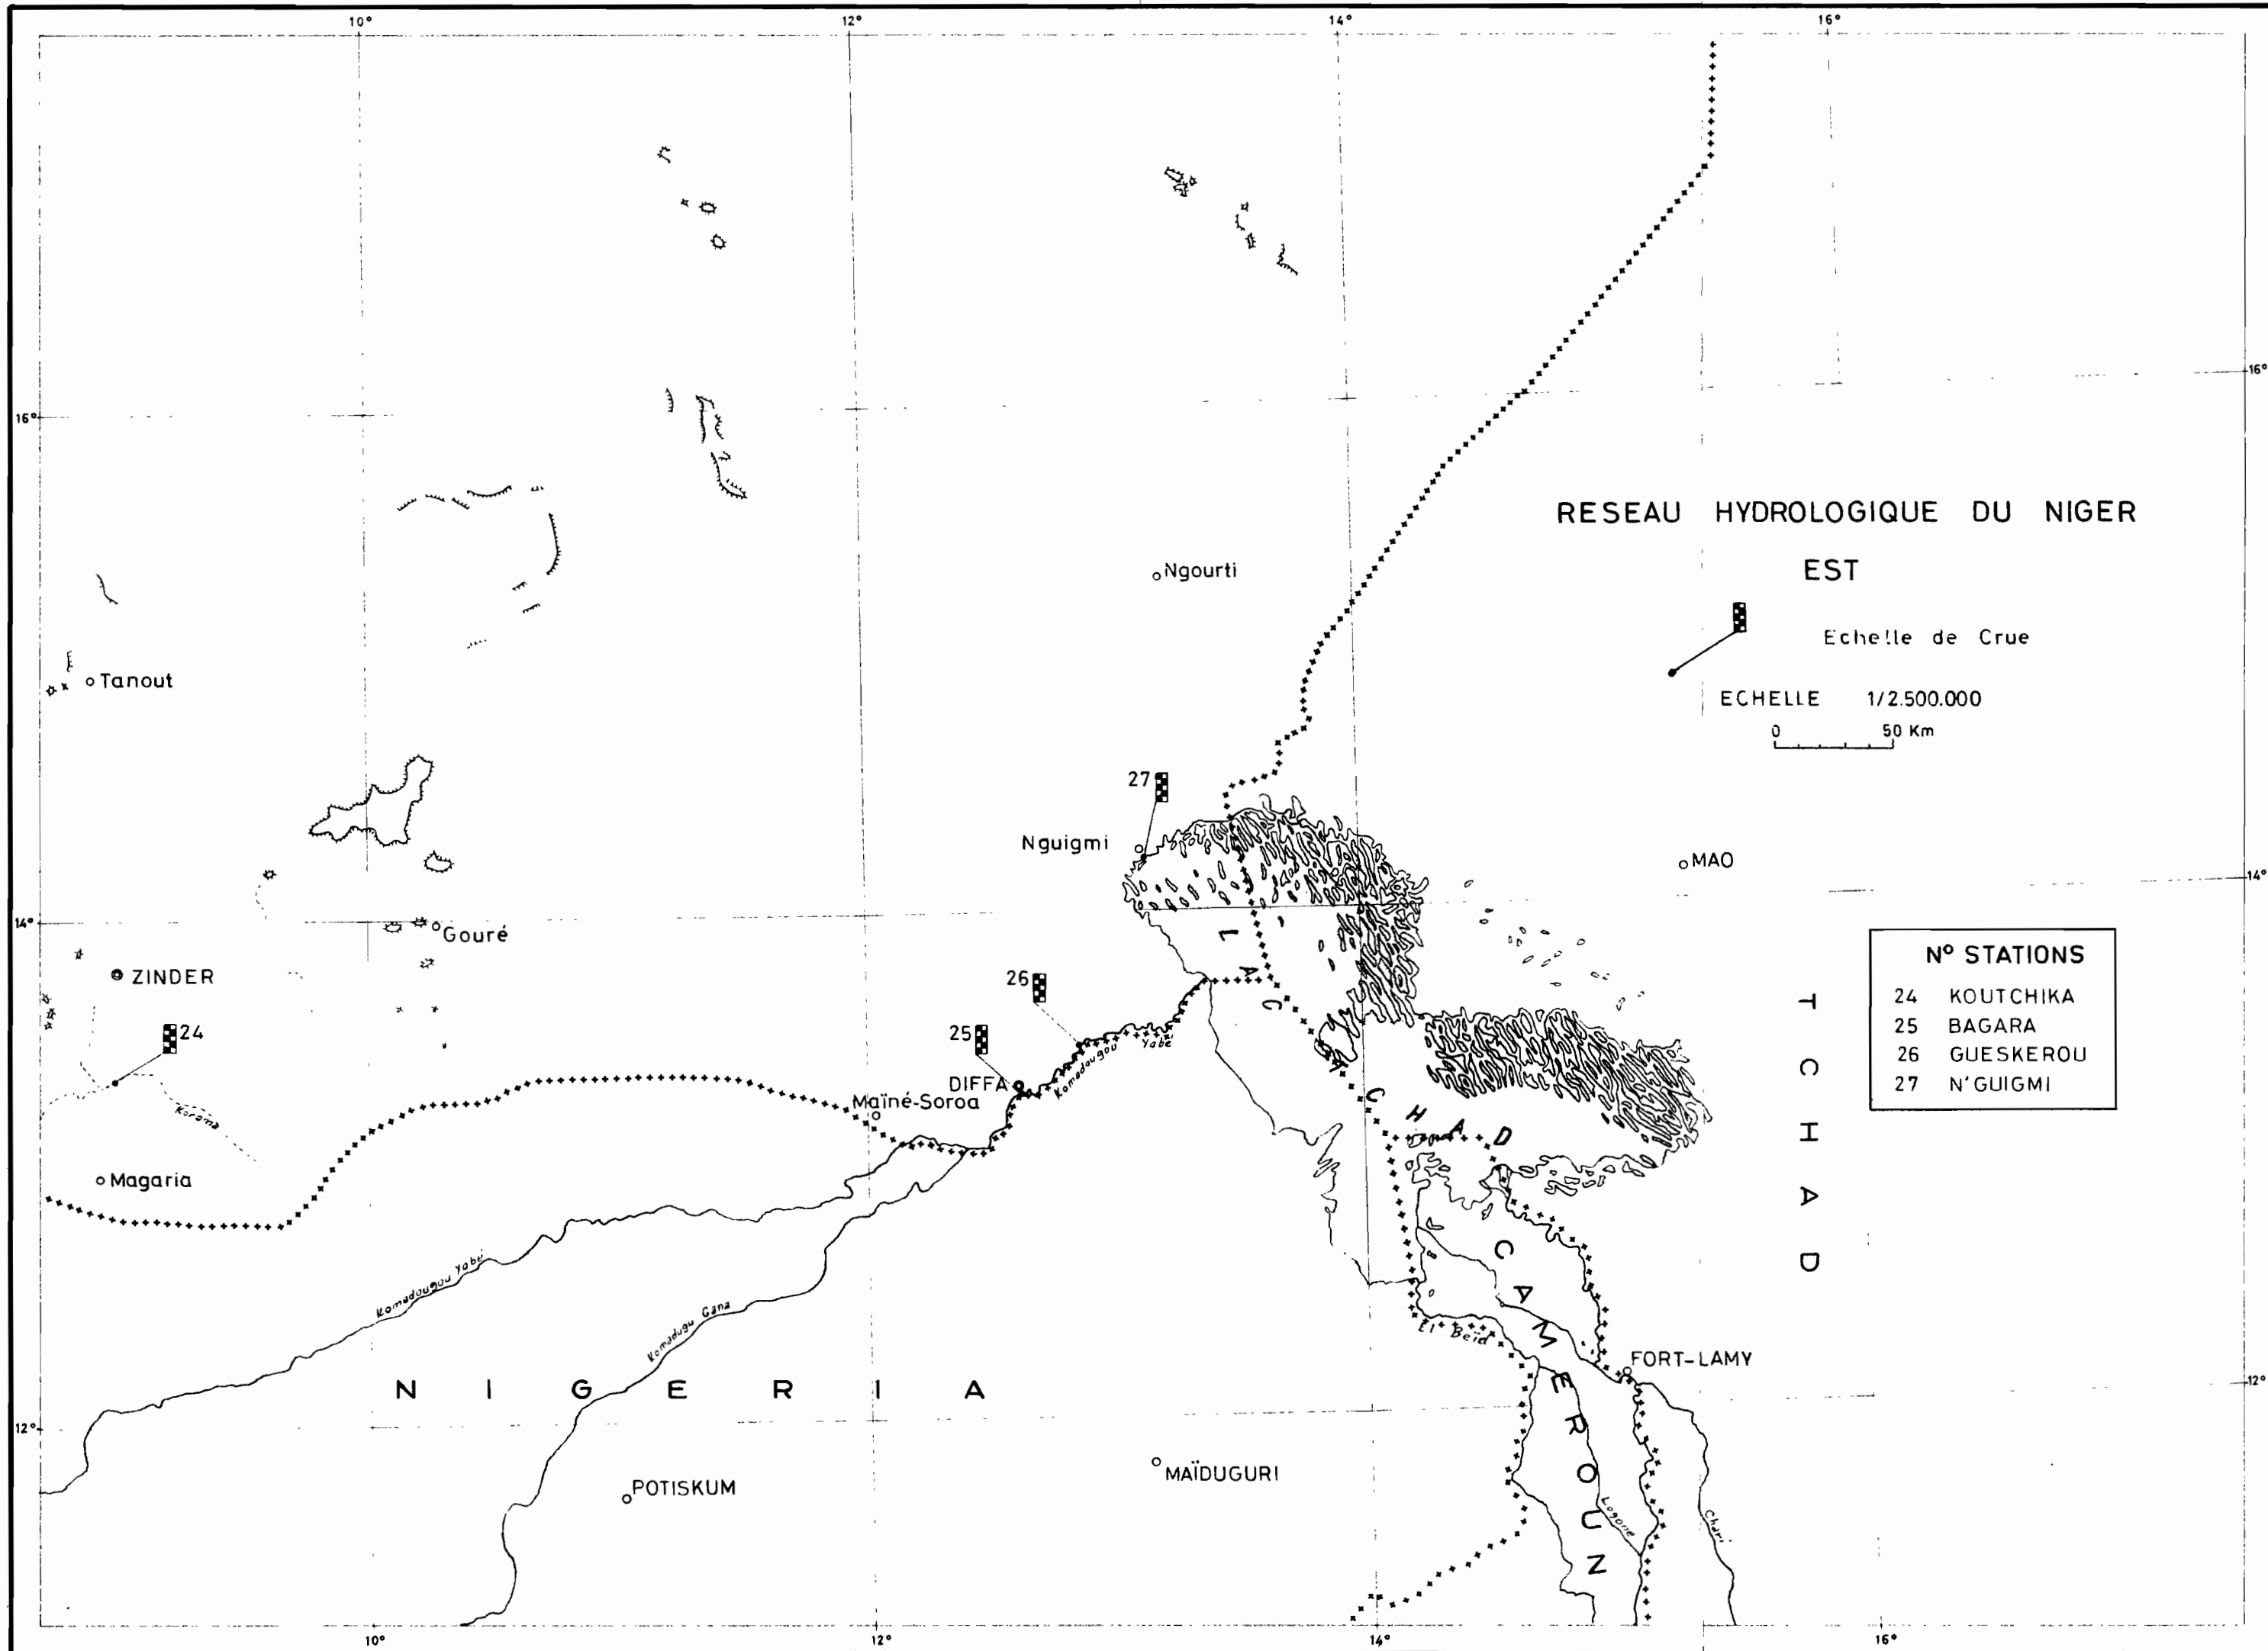 10° 12° 14° 16°
16° 16°
RESEAU HYDROLOGIQUE DU NIGER
EST
Echelle de Crue
ECHELLE 1/2.500.000
0 50 Km
Ngourti
Tanout
27
Nguigmi
MAO
14° 14°
Gouré
ZINDER
26
24
25
DIFFA
Komadougou Yabé
Maïné-Soroa
Korama
Magaria
LAC TCHAD
N° STATIONS
24 KOUTCHIKA
25 BAGARA
26 GUESKEROU
27 N'GUIGMI
TCHAD
Komadougou Yobé
Komadugu Gana
El Beïd
CAMEROUN
FORT-LAMY
NIGERIA
12° 12°
MAÏDUGURI
POTISKUM
Logone
Chari
10° 12° 14° 16°